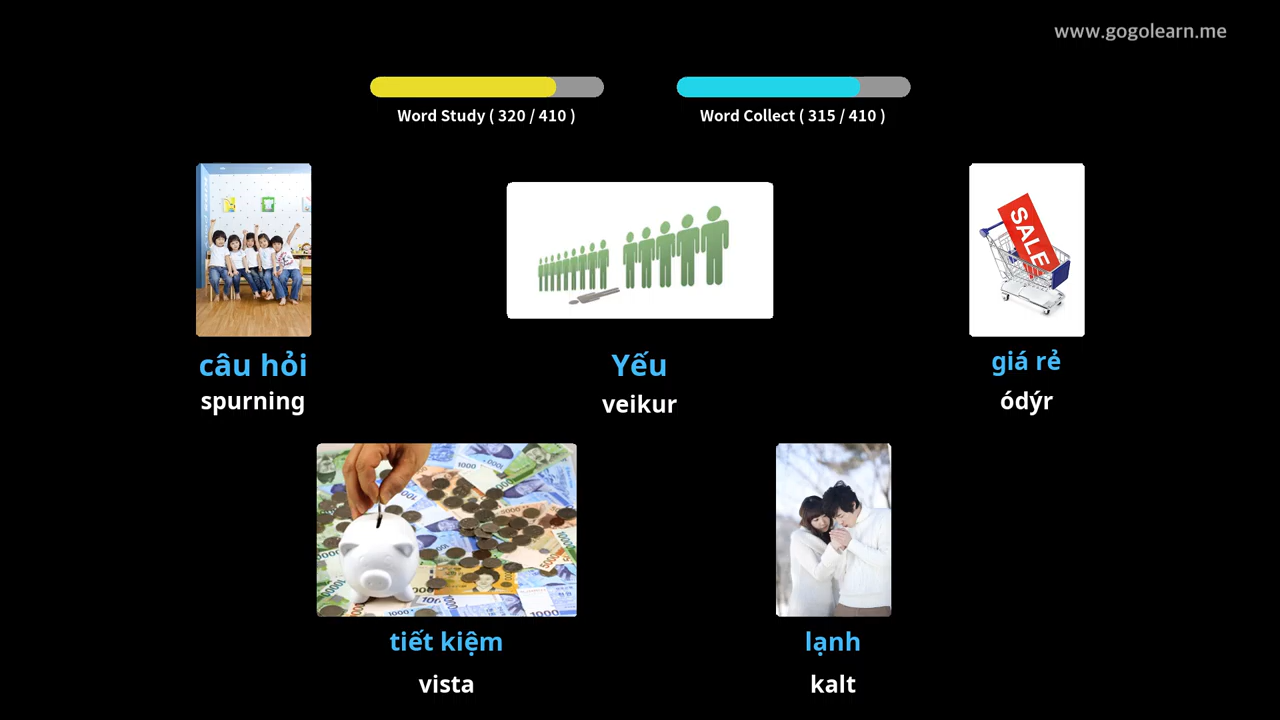 www.gogolearn.me
Word Study ( 320 / 410 )
Word Collect ( 315 / 410 )
SALE
câu hỏi
spurning
Yếu
veikur
giá rẻ
ódýr
1000
tiết kiệm
vista
lạnh
kalt